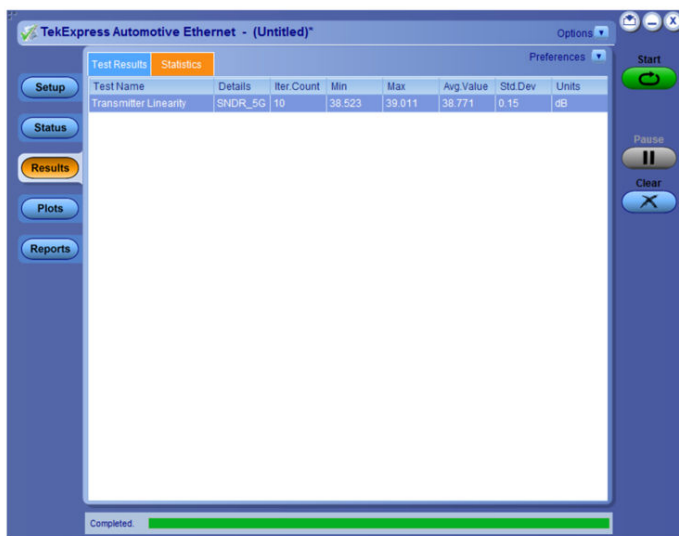 TekExpress Automotive Ethernet - (Untitled)*
Options
Test Results Statistics
Preferences
Start
Setup
Test Name Details Iter.Count Min Max Avg.Value Std.Dev Units
Transmitter Linearity SNDR_5G 10 38.523 39.011 38.771 0.15 dB
Status
Pause
Results
Clear
Plots
Reports
Completed.